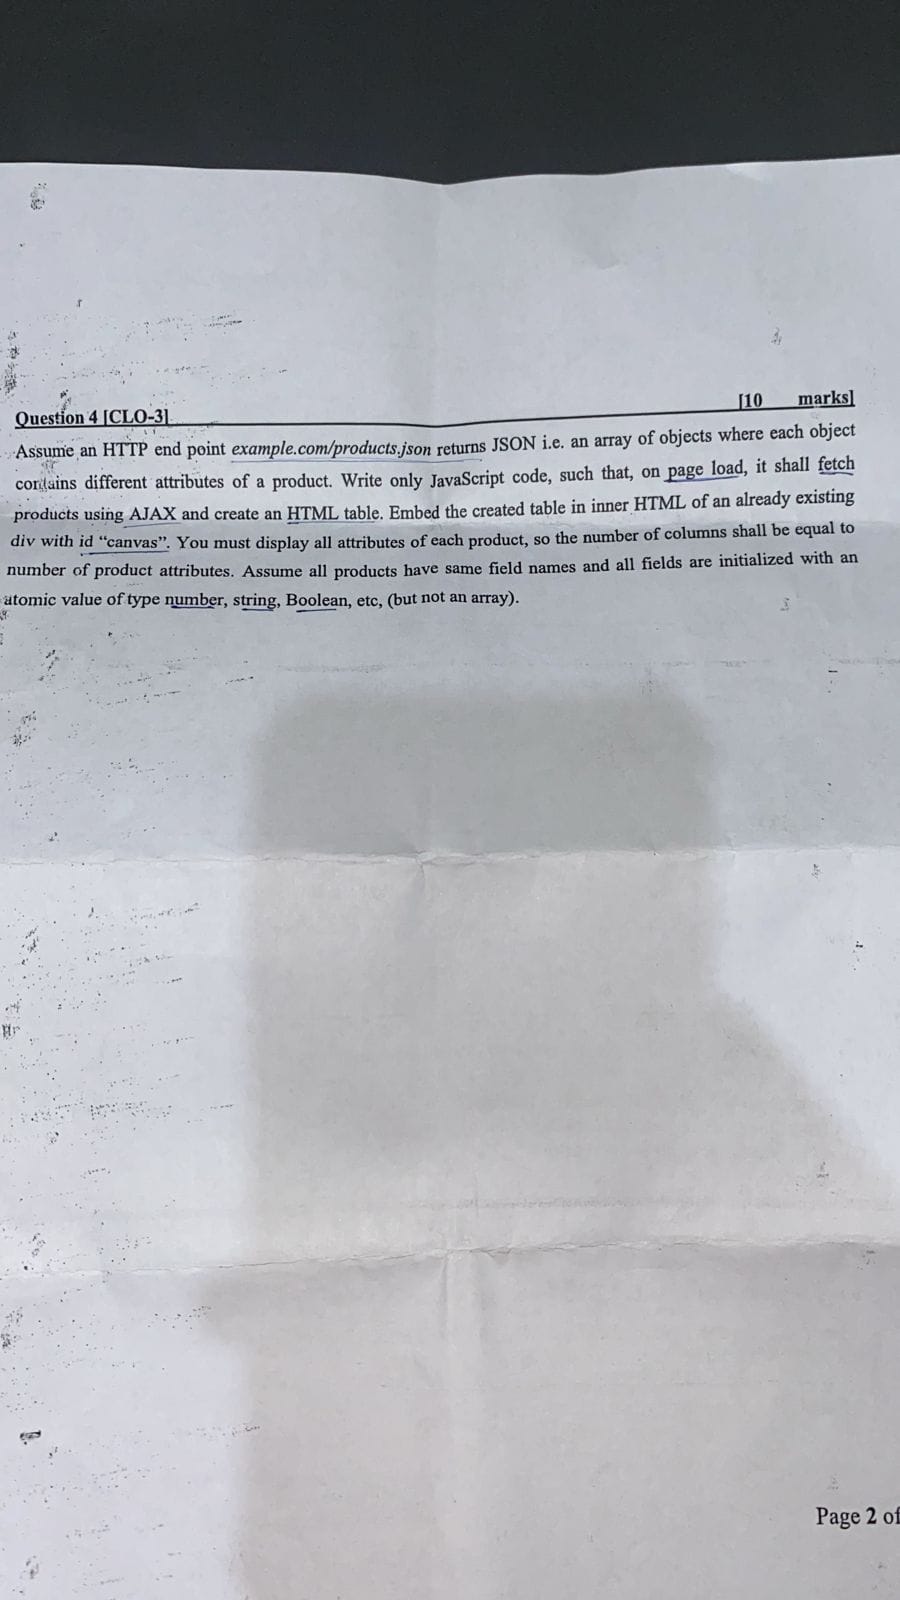 Question 4 [CLO-3] [10 marks]
Assume an HTTP end point example.com/products.json returns JSON i.e. an array of objects where each object
contains different attributes of a product. Write only JavaScript code, such that, on page load, it shall fetch
products using AJAX and create an HTML table. Embed the created table in inner HTML of an already existing
div with id “canvas”. You must display all attributes of each product, so the number of columns shall be equal to
number of product attributes. Assume all products have same field names and all fields are initialized with an
atomic value of type number, string, Boolean, etc, (but not an array).
Page 2 of